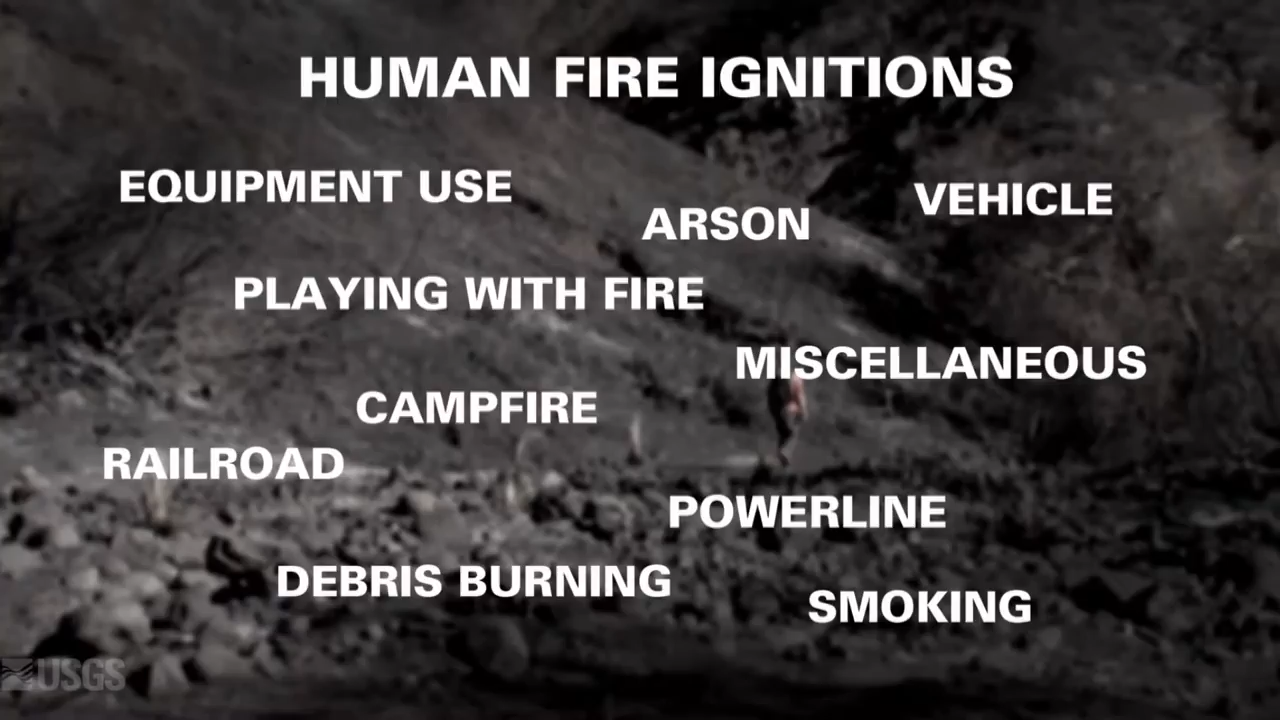 HUMAN FIRE IGNITIONS
EQUIPMENT USE
VEHICLE
ARSON
PLAYING WITH FIRE
MISCELLANEOUS
CAMPFIRE
RAILROAD
POWERLINE
DEBRIS BURNING
SMOKING
USGS